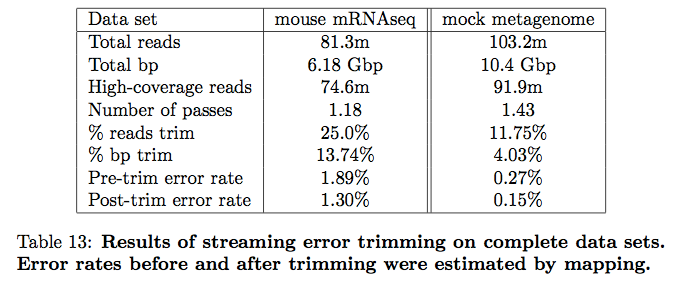 Data set mouse mRNAseq mock metagenome
Total reads 81.3m 103.2m
Total bp 6.18 Gbp 10.4 Gbp
High-coverage reads 74.6m 91.9m
Number of passes 1.18 1.43
% reads trim 25.0% 11.75%
% bp trim 13.74% 4.03%
Pre-trim error rate 1.89% 0.27%
Post-trim error rate 1.30% 0.15%
Table 13: Results of streaming error trimming on complete data sets.
Error rates before and after trimming were estimated by mapping.